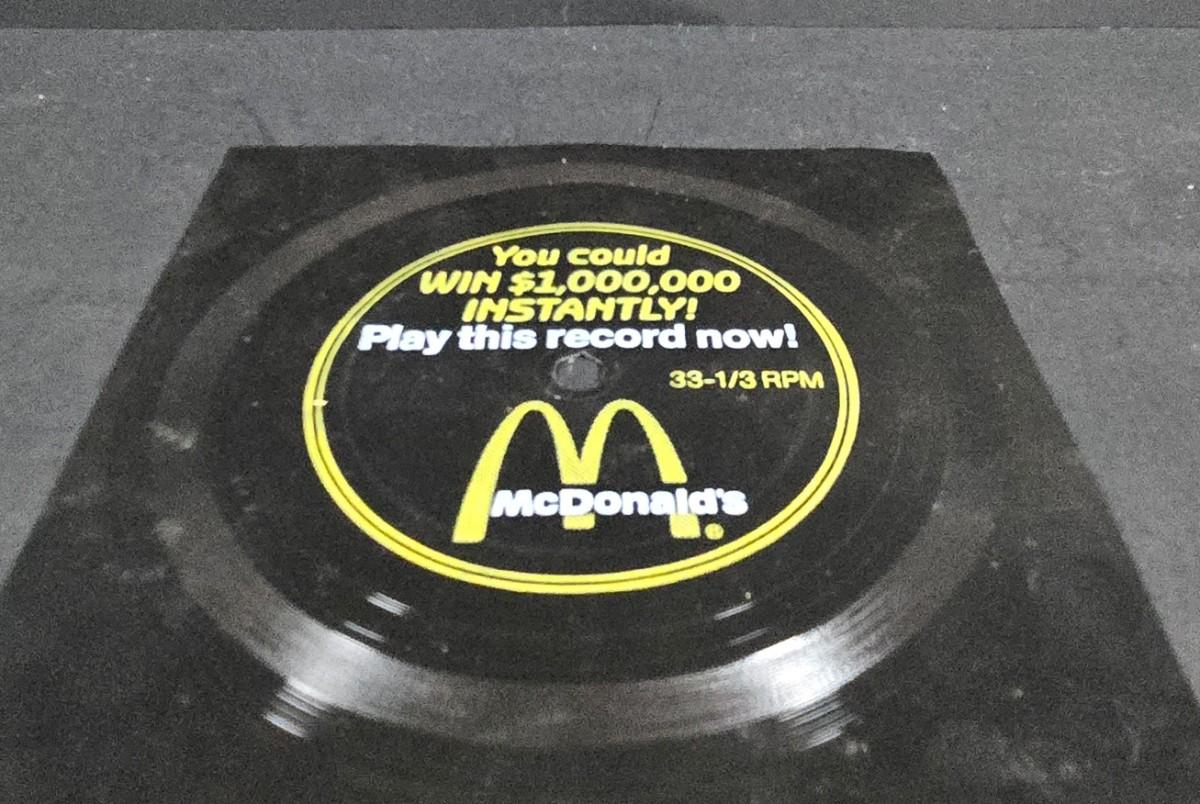 You could
WIN $1,000,000
INSTANTLY!
Play this record now!
33-1/3 RPM
McDonald's